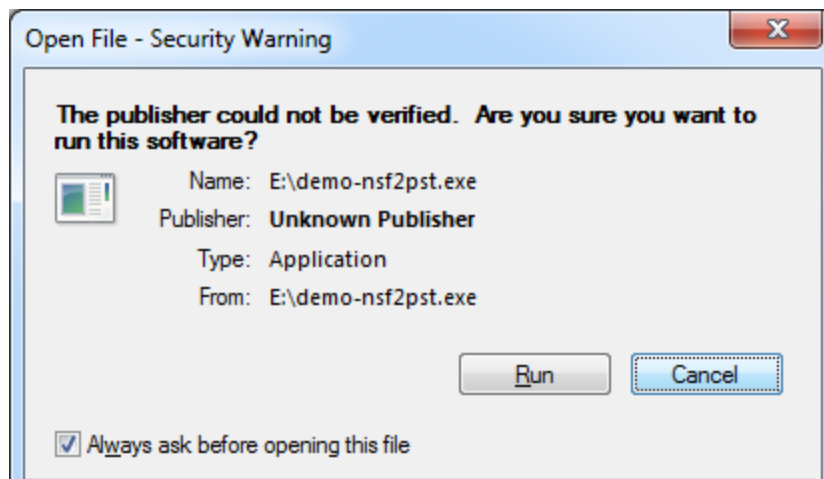 Open File - Security Warning
The publisher could not be verified. Are you sure you want to
run this software?
Name: E:\demo-nsf2pst.exe
Publisher: Unknown Publisher
Type: Application
From: E:\demo-nsf2pst.exe
Run Cancel
Always ask before opening this file